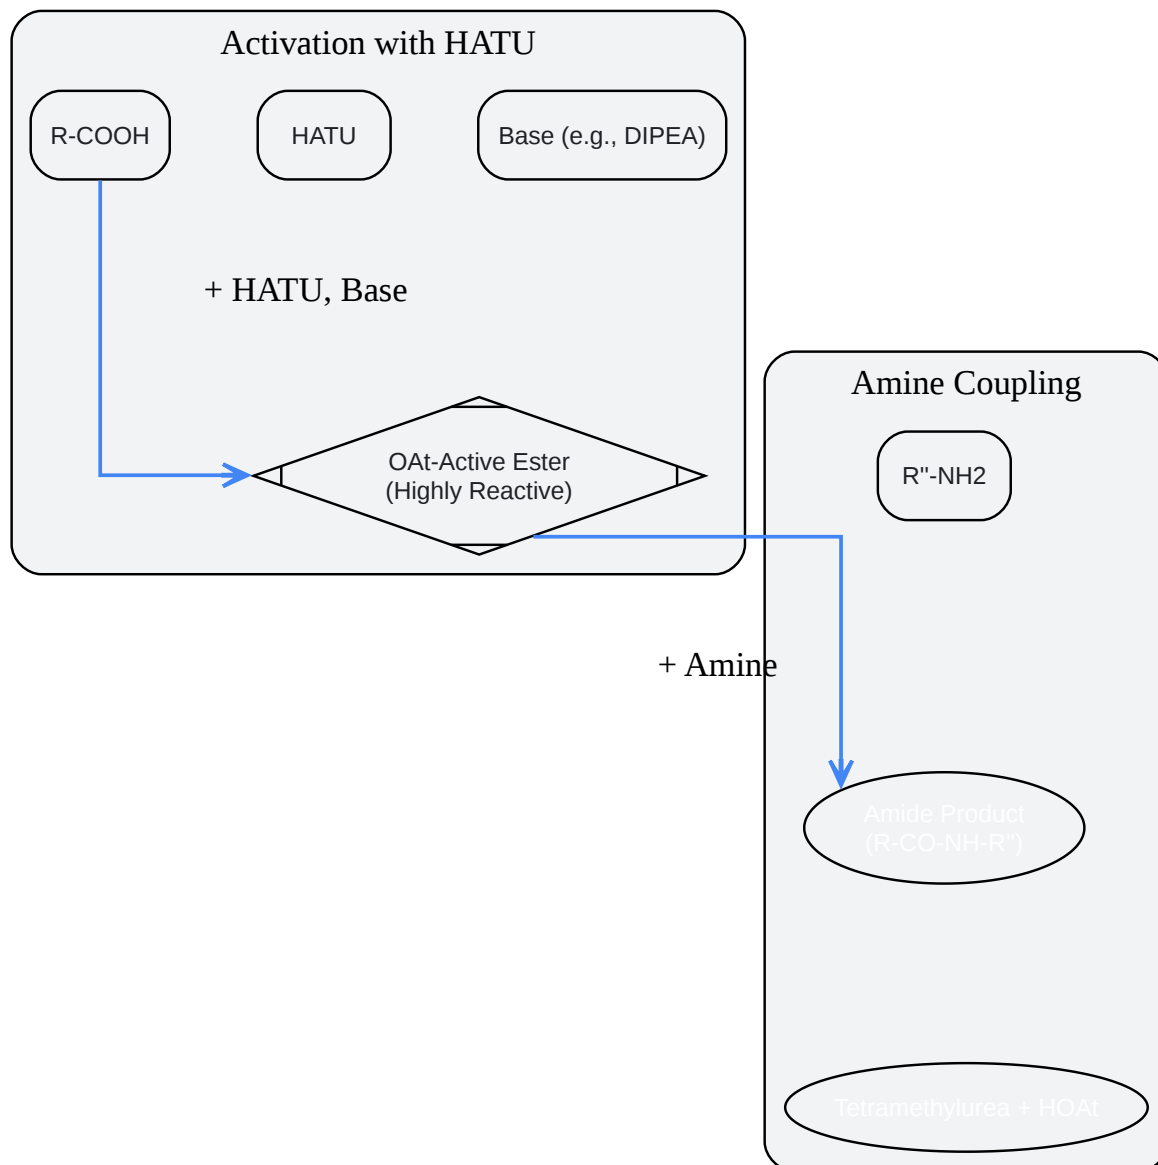 Activation with HATU
R-COOH
HATU
Base (e.g., DIPEA)
+ HATU, Base
OAt-Active Ester
(Highly Reactive)
Amine Coupling
R"-NH2
+ Amine
Amide Product
(R-CO-NH-R")
Tetramethylurea + HOAt